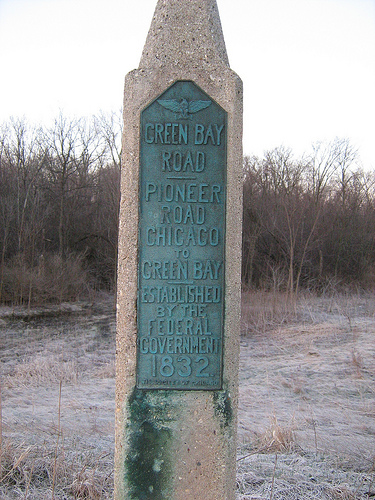 GREEN BAY
ROAD
PIONEER
ROAD
CHICAGO
TO
GREEN BAY
ESTABLISHED
BY THE
FEDERAL
GOVERNMENT
1832